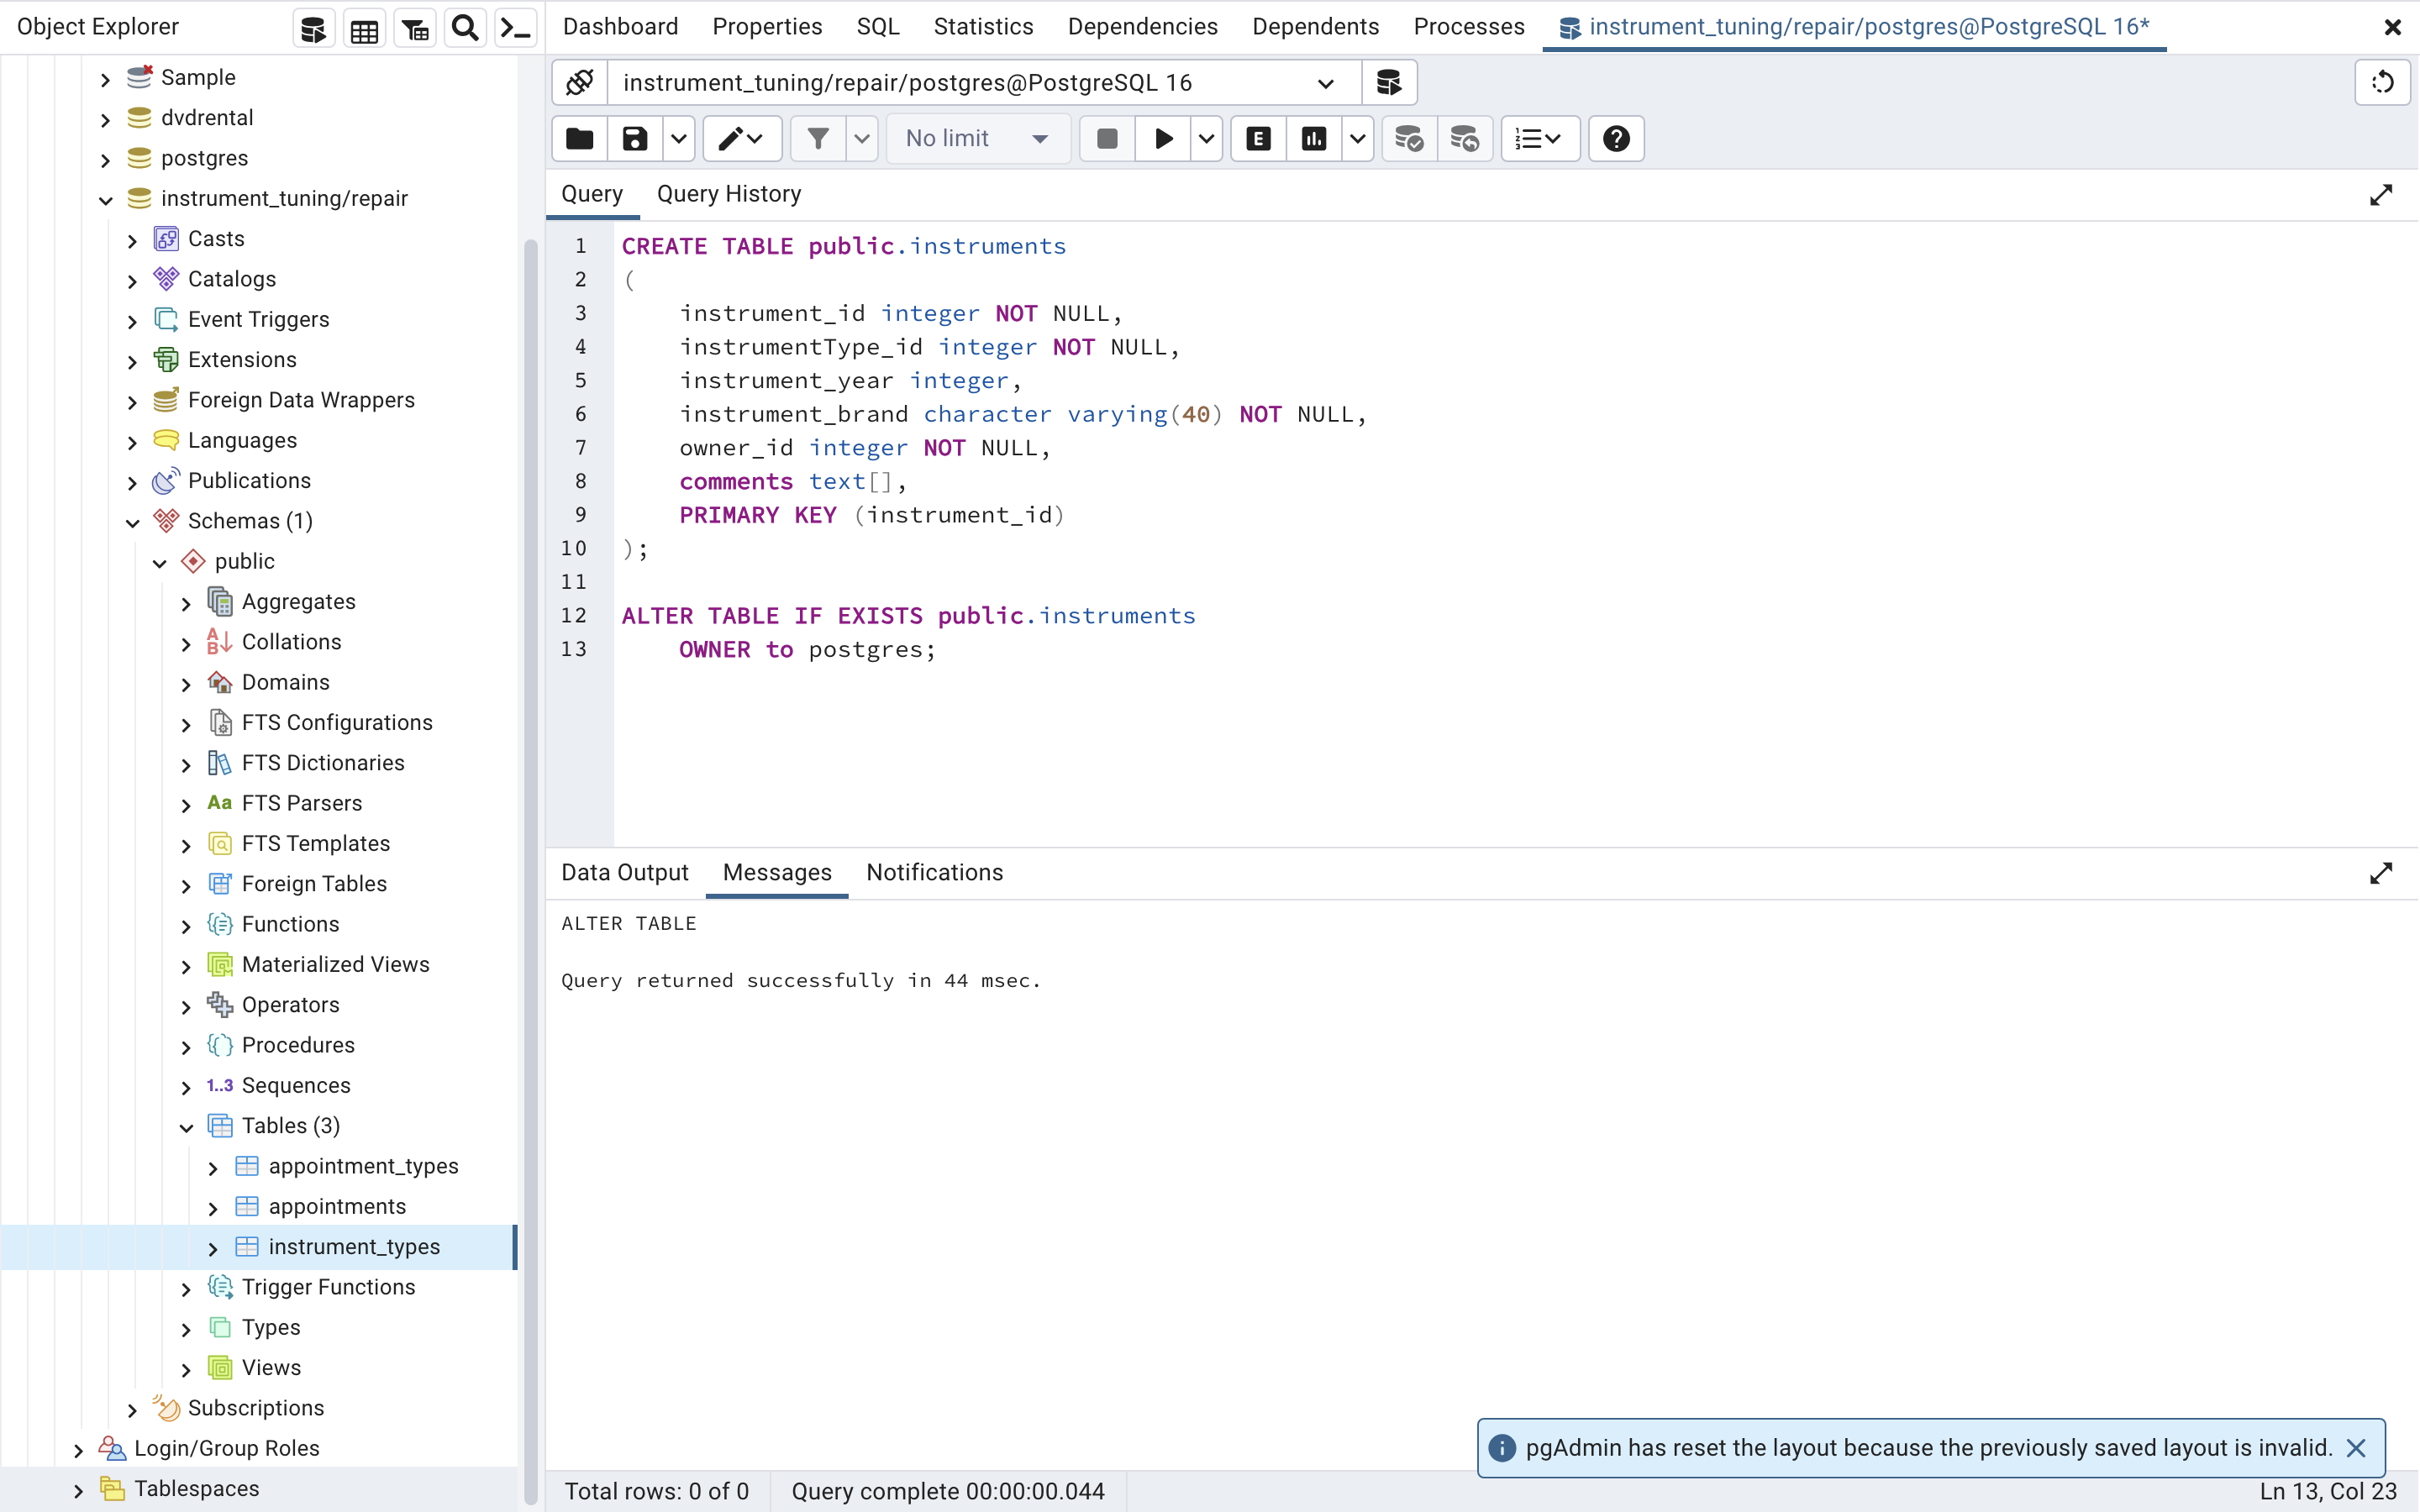 Object Explorer
Dashboard Properties SQL Statistics Dependencies Dependents Processes instrument_tuning/repair/postgres@PostgreSQL 16*
Sample
dvdrental
postgres
instrument_tuning/repair
Casts
Catalogs
Event Triggers
Extensions
Foreign Data Wrappers
Languages
Publications
Schemas (1)
public
Aggregates
Collations
Domains
FTS Configurations
FTS Dictionaries
Aa FTS Parsers
FTS Templates
Foreign Tables
Functions
Materialized Views
Operators
Procedures
1..3 Sequences
Tables (3)
appointment_types
appointments
instrument_types
Trigger Functions
Types
Views
Subscriptions
Login/Group Roles
Tablespaces
instrument_tuning/repair/postgres@PostgreSQL 16
No limit
E
Query Query History
1 CREATE TABLE public.instruments
2 (
3 instrument_id integer NOT NULL,
4 instrumentType_id integer NOT NULL,
5 instrument_year integer,
6 instrument_brand character varying(40) NOT NULL,
7 owner_id integer NOT NULL,
8 comments text[],
9 PRIMARY KEY (instrument_id)
10 );
11
12 ALTER TABLE IF EXISTS public.instruments
13 OWNER to postgres;
Data Output Messages Notifications
ALTER TABLE
Query returned successfully in 44 msec.
pgAdmin has reset the layout because the previously saved layout is invalid.
Total rows: 0 of 0 Query complete 00:00:00.044 Ln 13, Col 23